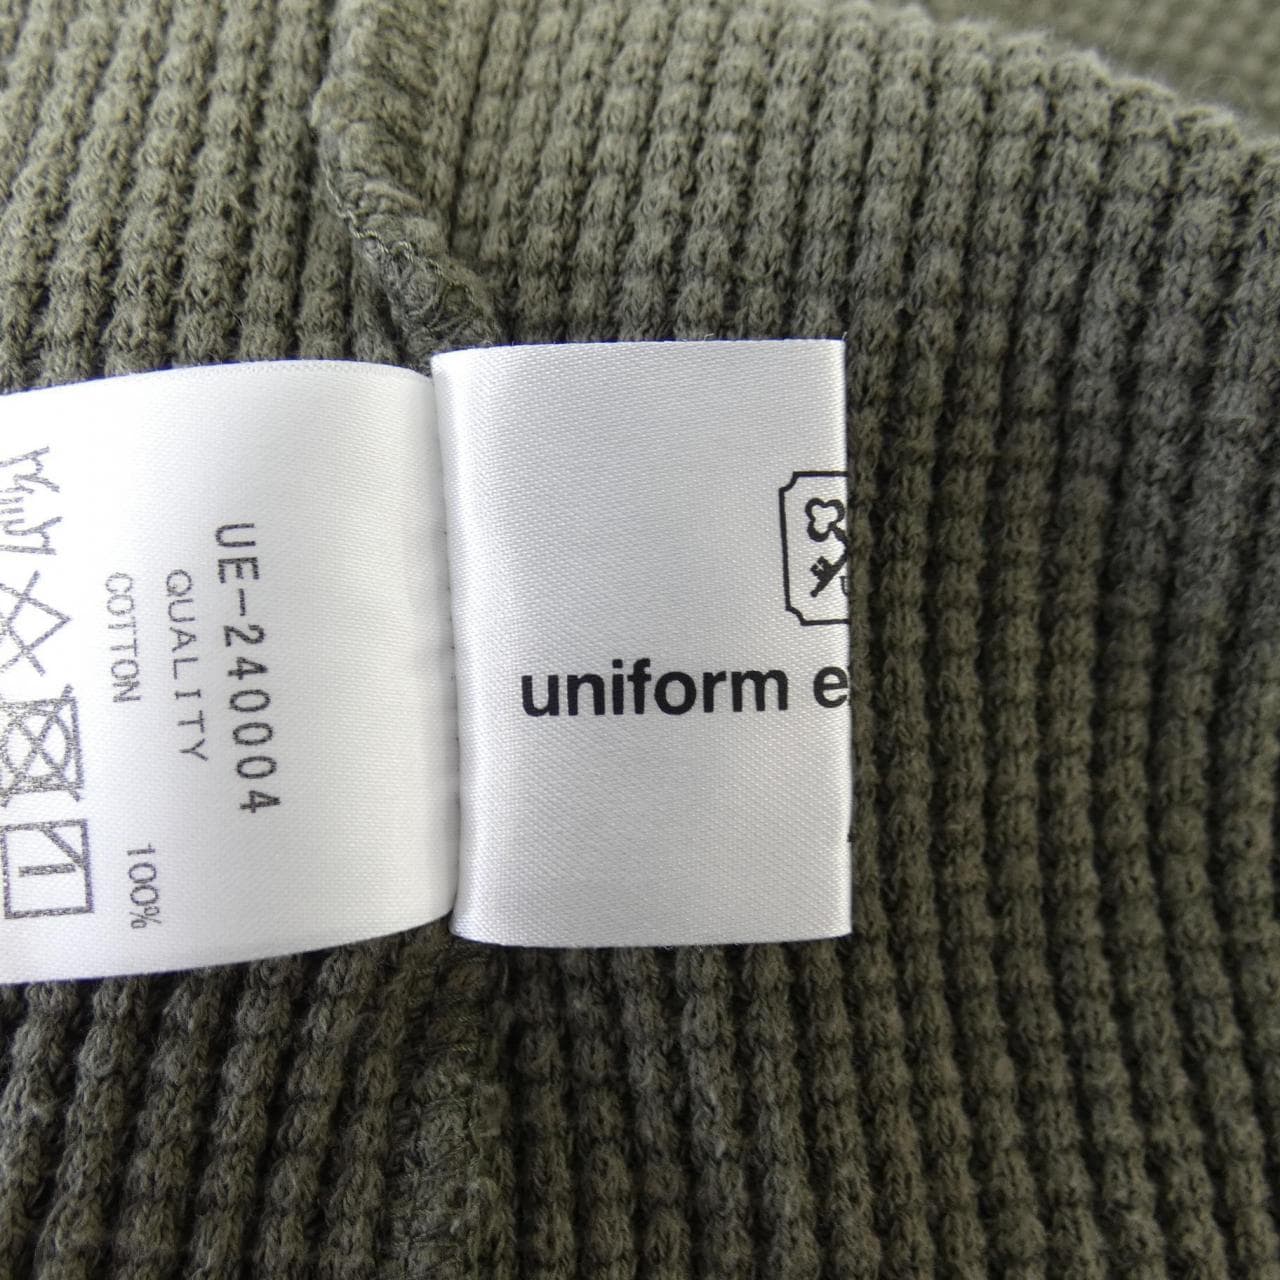 UE-240004
QUALITY
COTTON 100%
uniform e